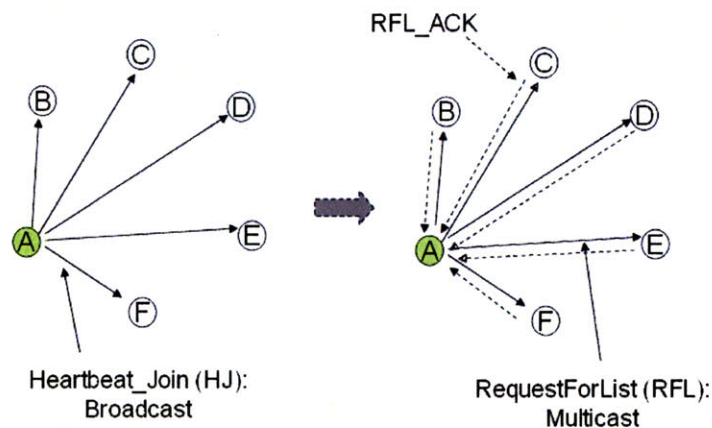 C
B
D
A
E
F
Heartbeat_Join (HJ):
Broadcast
RFL_ACK
C
B
D
A
E
F
RequestForList (RFL):
Multicast